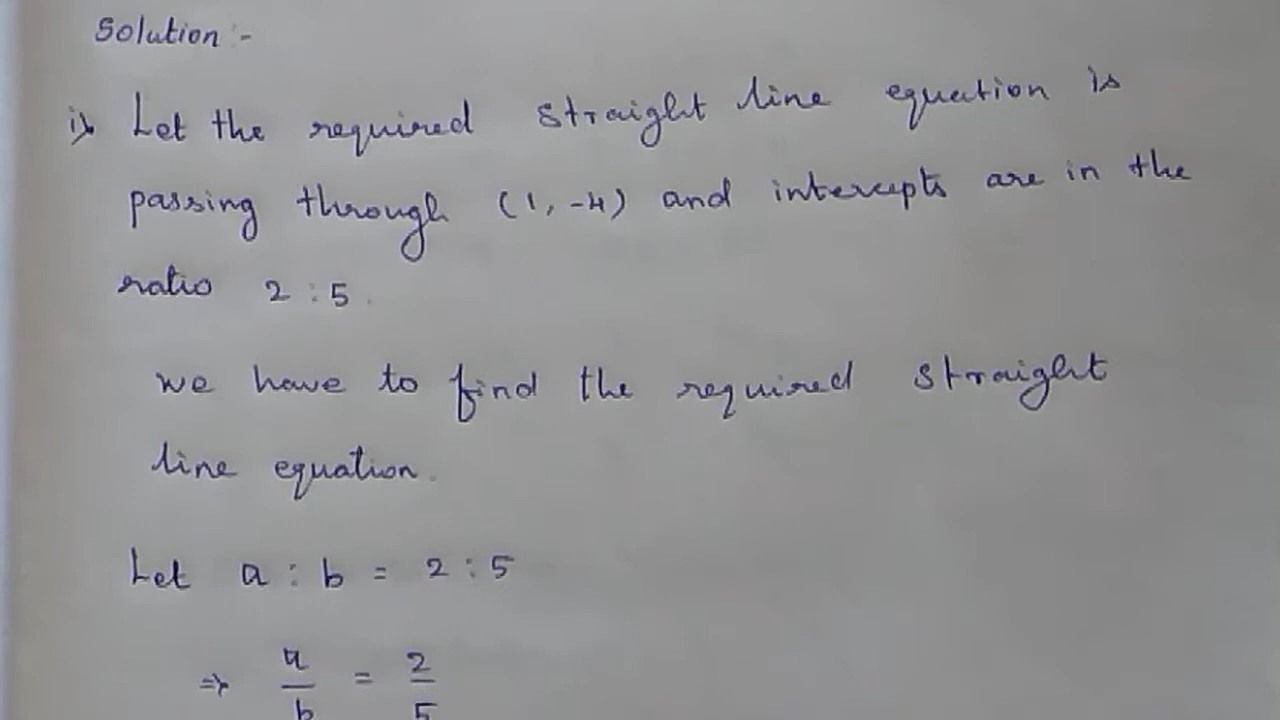 Solution :-
i) Let the required straight line equation is
passing through (1, -4) and intercepts are in the
ratio 2 : 5.
we have to find the required straight
line equation.
Let a : b = 2 : 5
⇒ a/b = 2/5